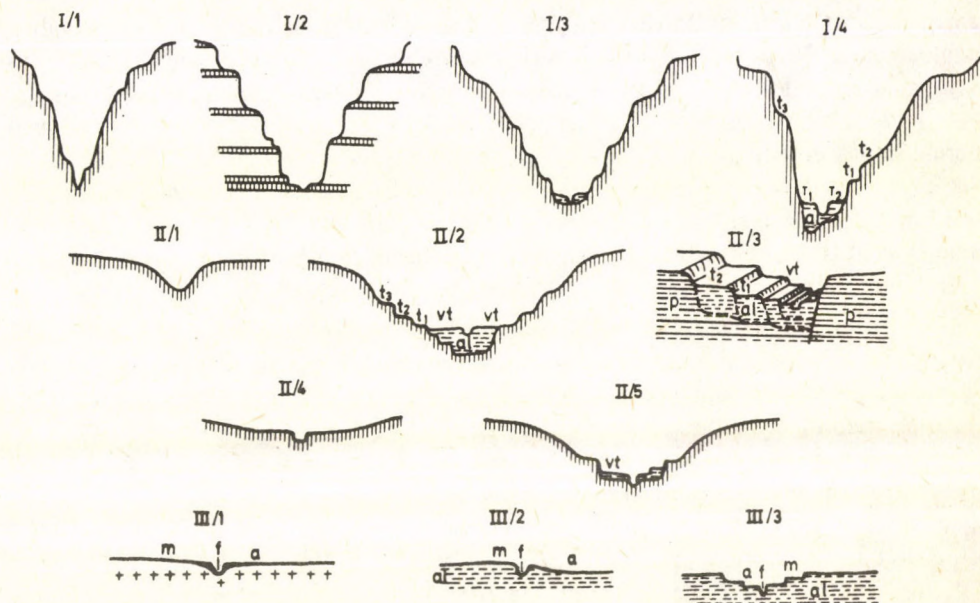 I/1 I/2 I/3 I/4
t₃ t₂
t₁
T₁ T₂
a
II/1 II/2 II/3
t₃ t₂ t₁ vt vt
al
t₂ t₁ vt
p al p
II/4 II/5
vt
III/1 III/2 III/3
m f a
m f a
al
a f m
al